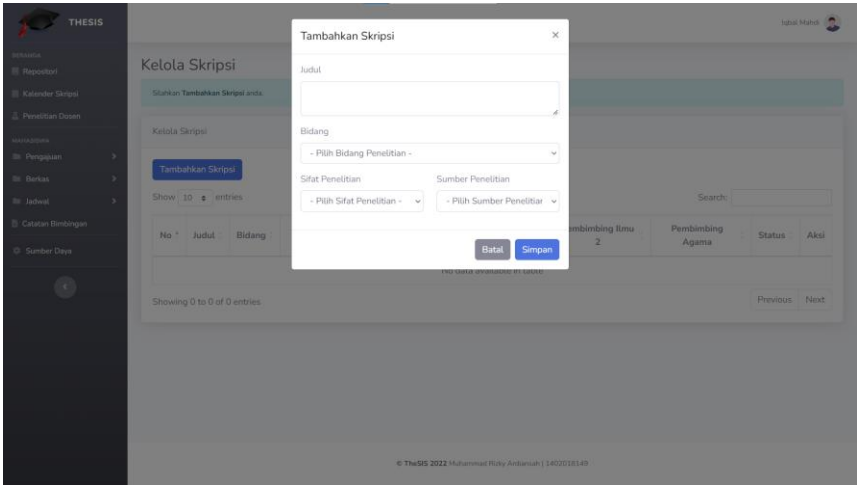 THESIS
BERANDA
Repositori
Kalender Skripsi
Penelitian Dosen
MAHASISWA
Pengajuan
Berkas
Jadwal
Catatan Bimbingan
Sumber Daya
Iqbal Mahdi
Kelola Skripsi
Silahkan Tambahkan Skripsi anda.
Kelola Skripsi
Tambahkan Skripsi
Show 10 entries
Search:
No Judul Bidang embimbing Ilmu 2 Pembimbing Agama Status Aksi
No data available in table
Showing 0 to 0 of 0 entries
Previous Next
Tambahkan Skripsi ×
Judul
Bidang
- Pilih Bidang Penelitian -
Sifat Penelitian Sumber Penelitian
- Pilih Sifat Penelitian - - Pilih Sumber Penelitiar
Batal Simpan
© TheSIS 2022 Muhammad Rizky Ardiansah | 1402018149